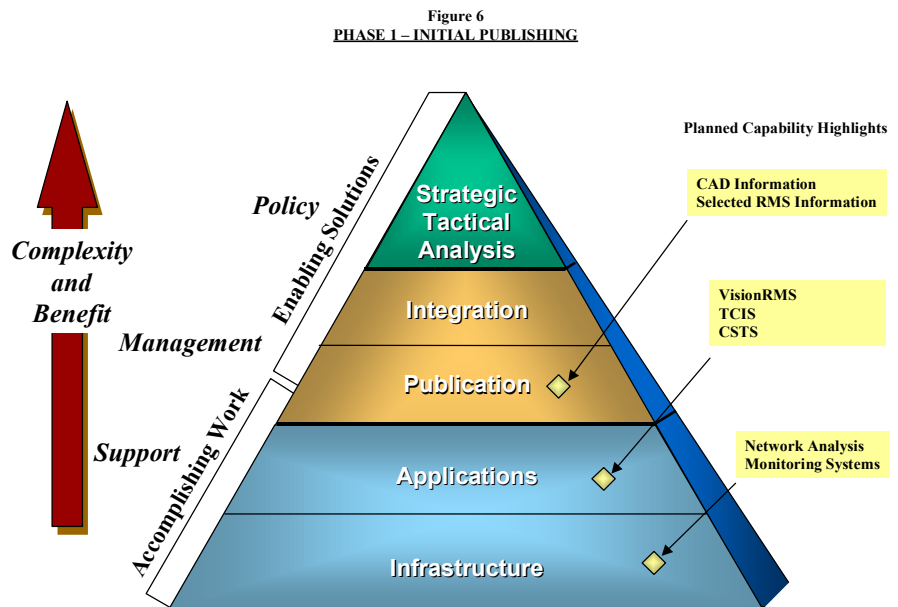 Figure 6
PHASE 1 – INITIAL PUBLISHING
Planned Capability Highlights
CAD Information
Selected RMS Information
Policy
Enabling Solutions
Strategic
Tactical
Analysis
Complexity
and
Benefit
VisionRMS
TCIS
CSTS
Integration
Management
Publication
Accomplishing Work
Support
Applications
Network Analysis
Monitoring Systems
Infrastructure